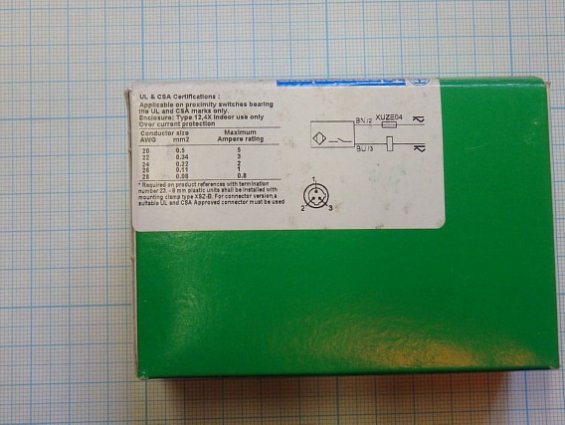 UL & CSA Certifications :
Applicable on proximity switches bearing
the UL and CSA marks only.
Enclosure: Type 12,4X Indoor use only
Over current protection
Conductor size Maximum
AWG mm2 Ampere rating
20 0.5 5
22 0.34 3
24 0.22 2
26 0.11 1
28 0.08 0.8
* Required on product references with termination
number 23. - 8 mm plastic units shall be installed with
mounting clamp type XSZ-B. For connector version,a
suitable UL and CSA Approved connector must be used
BN/2 XUZE04
BU/3
1
2 3